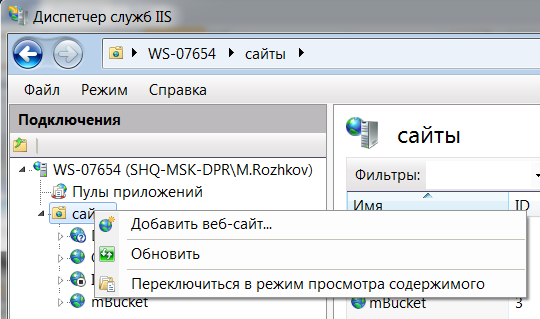 Диспетчер служб IIS
WS-07654 сайты
Файл Режим Справка
Подключения
WS-07654 (SHQ-MSK-DPR\M.Rozhkov)
Пулы приложений
сайты
Фильтры:
Имя ID
Добавить веб-сайт...
Обновить
Переключиться в режим просмотра содержимого
mBucket
mBucket 3